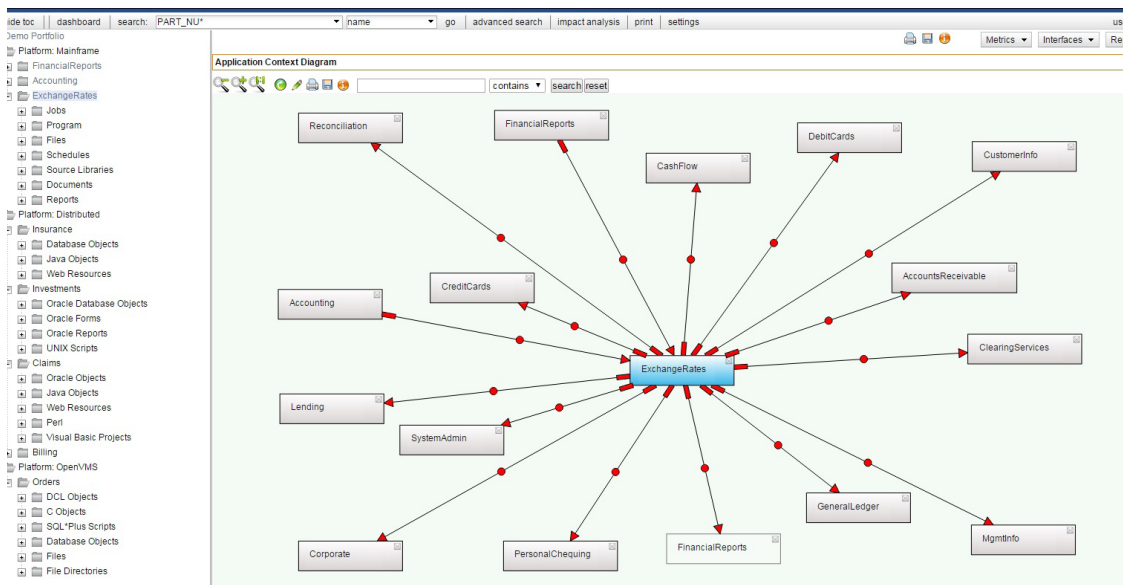 ide toc dashboard search: PART_NU* name go advanced search impact analysis print settings us
Demo Portfolio
Metrics Interfaces Re
Platform: Mainframe
FinancialReports
Accounting
ExchangeRates
Jobs
Program
Files
Schedules
Source Libraries
Documents
Reports
Platform: Distributed
Insurance
Database Objects
Java Objects
Web Resources
Investments
Oracle Database Objects
Oracle Forms
Oracle Reports
UNIX Scripts
Claims
Oracle Objects
Java Objects
Web Resources
Perl
Visual Basic Projects
Billing
Platform: OpenVMS
Orders
DCL Objects
C Objects
SQL*Plus Scripts
Database Objects
Files
File Directories
Application Context Diagram
contains search reset
Reconciliation
FinancialReports
CashFlow
DebitCards
CustomerInfo
Accounting
CreditCards
AccountsReceivable
ClearingServices
ExchangeRates
Lending
SystemAdmin
GeneralLedger
Corporate
PersonalChequing
FinancialReports
MgmtInfo